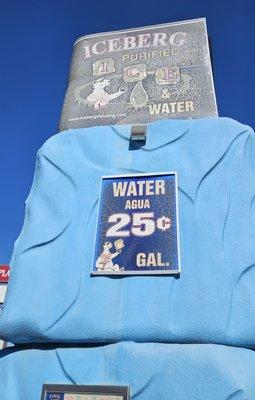 ICEBERG
PURIFIED
ICE
&
WATER
WATER
AGUA
25¢
GAL.